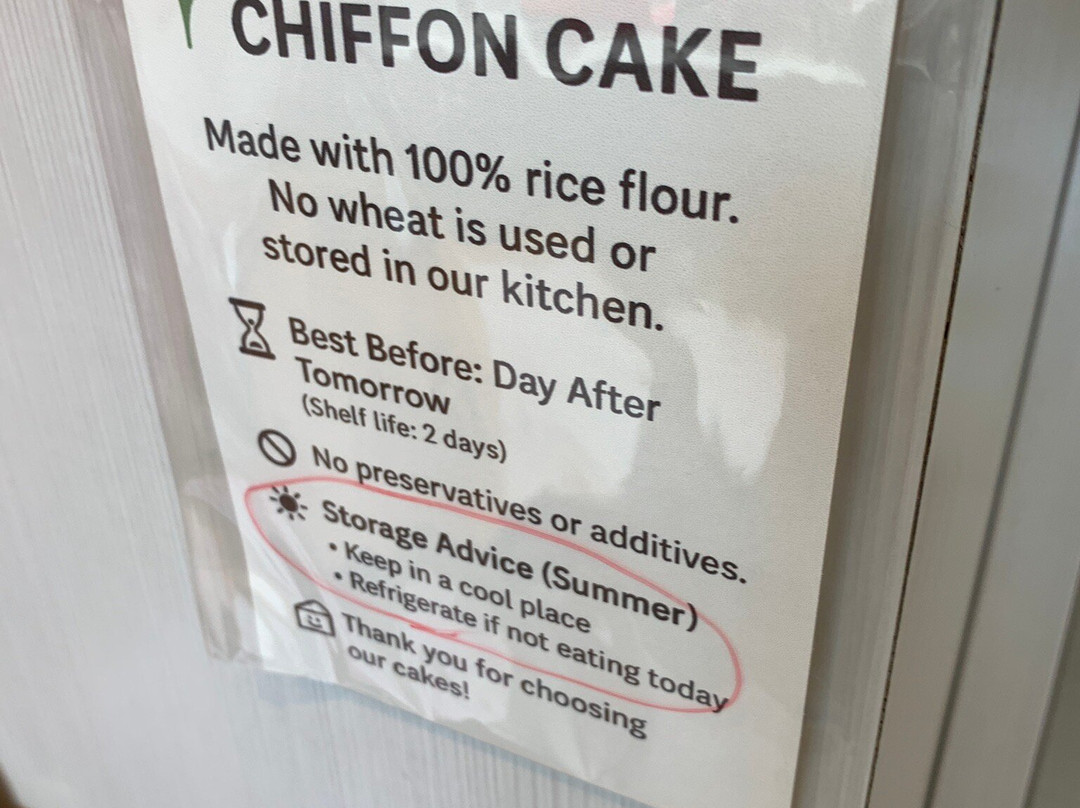 CHIFFON CAKE
Made with 100% rice flour.
No wheat is used or
stored in our kitchen.
Best Before: Day After
Tomorrow
(Shelf life: 2 days)
No preservatives or additives.
Storage Advice (Summer)
• Keep in a cool place
• Refrigerate if not eating today
Thank you for choosing
our cakes!